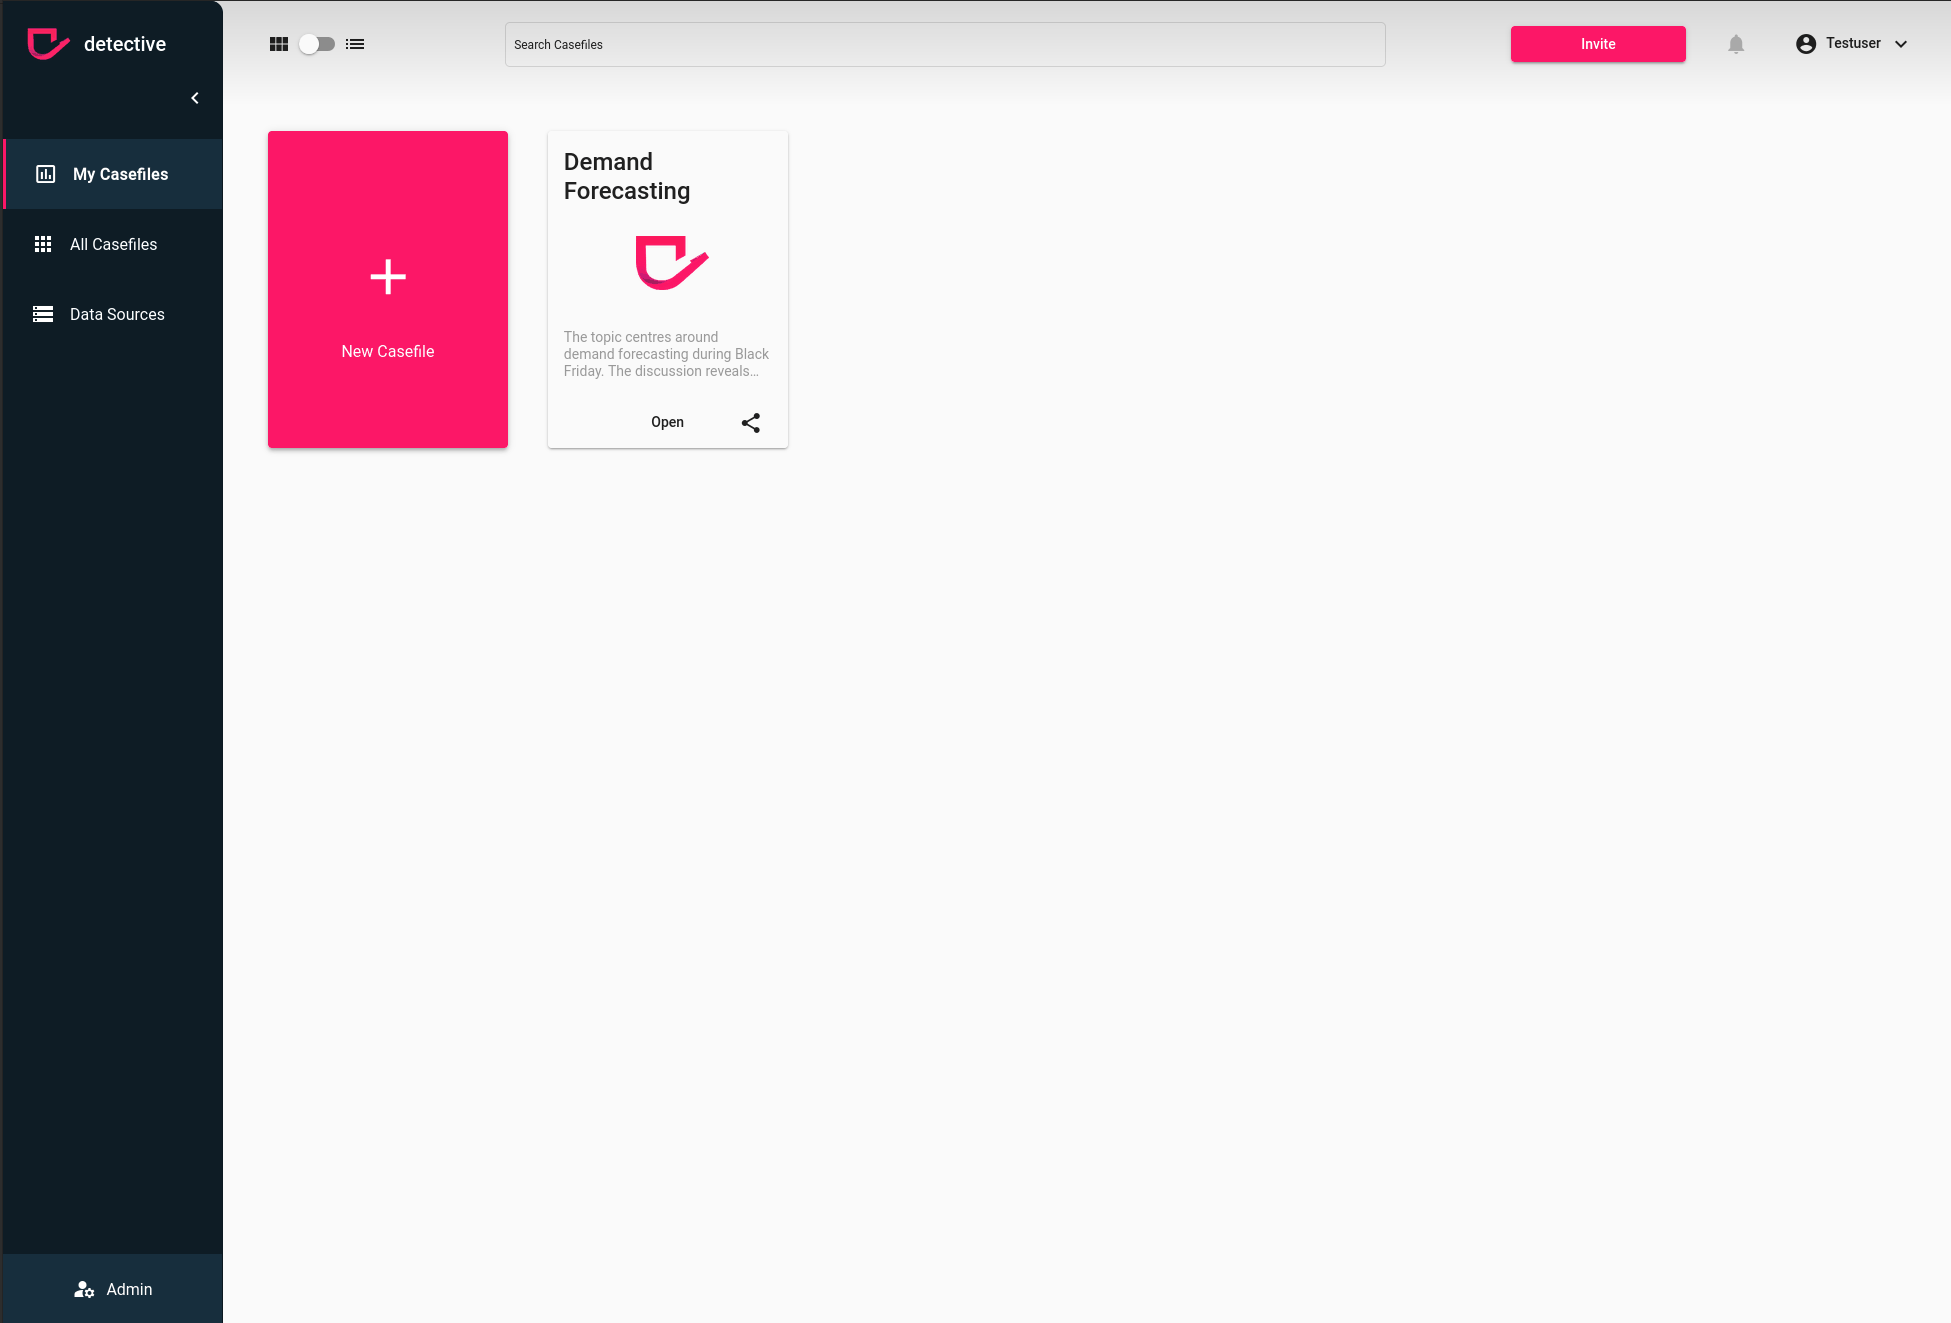 detective
Search Casefiles
Invite
Testuser
My Casefiles
All Casefiles
Data Sources
New Casefile
Demand
Forecasting
The topic centres around
demand forecasting during Black
Friday. The discussion reveals...
Open
Admin